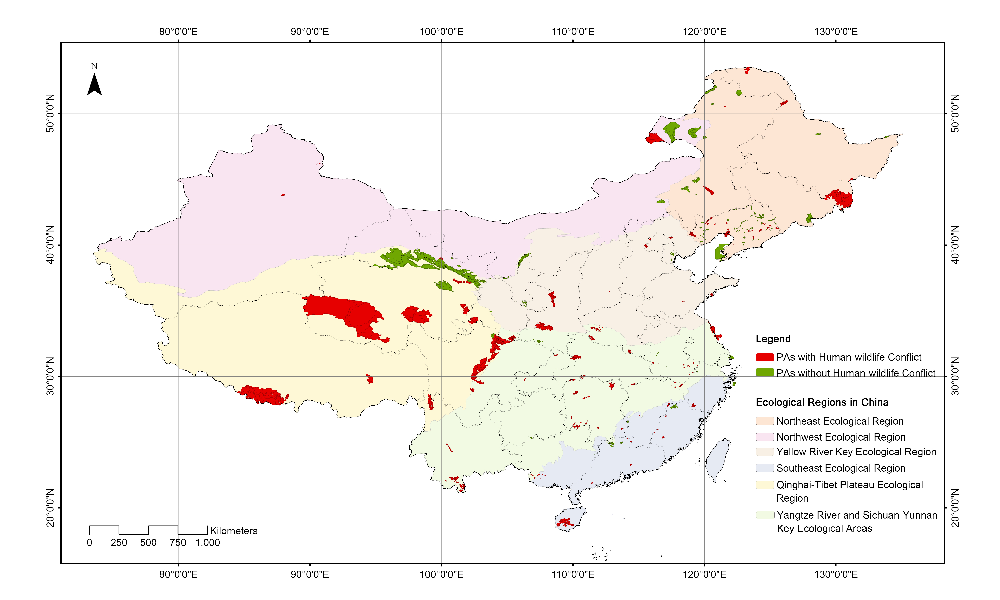 80°0'0"E 90°0'0"E 100°0'0"E 110°0'0"E 120°0'0"E 130°0'0"E
N
50°0'0"N 50°0'0"N
40°0'0"N 40°0'0"N
30°0'0"N 30°0'0"N
20°0'0"N 20°0'0"N
Legend
PAs with Human-wildlife Conflict
PAs without Human-wildlife Conflict
Ecological Regions in China
Northeast Ecological Region
Northwest Ecological Region
Yellow River Key Ecological Region
Southeast Ecological Region
Qinghai-Tibet Plateau Ecological
Region
Yangtze River and Sichuan-Yunnan
Key Ecological Areas
Kilometers
0 250 500 750 1,000
80°0'0"E 90°0'0"E 100°0'0"E 110°0'0"E 120°0'0"E 130°0'0"E